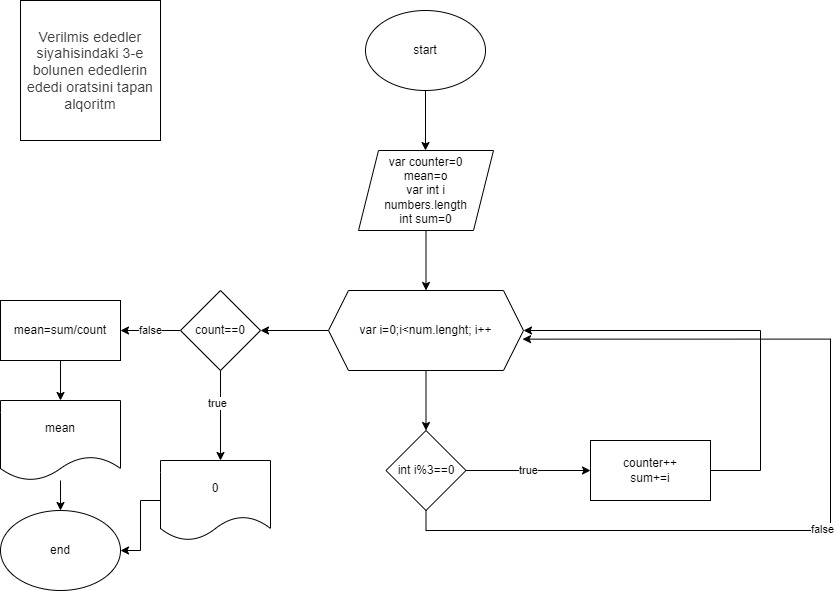 Verilmis ededler
siyahisindaki 3-e
bolunen ededlerin
ededi oratsini tapan
alqoritm
start
var counter=0
mean=o
var int i
numbers.length
int sum=0
var i=0;i<num.lenght; i++
count==0
false
mean=sum/count
true
mean
0
end
int i%3==0
true
counter++
sum+=i
false